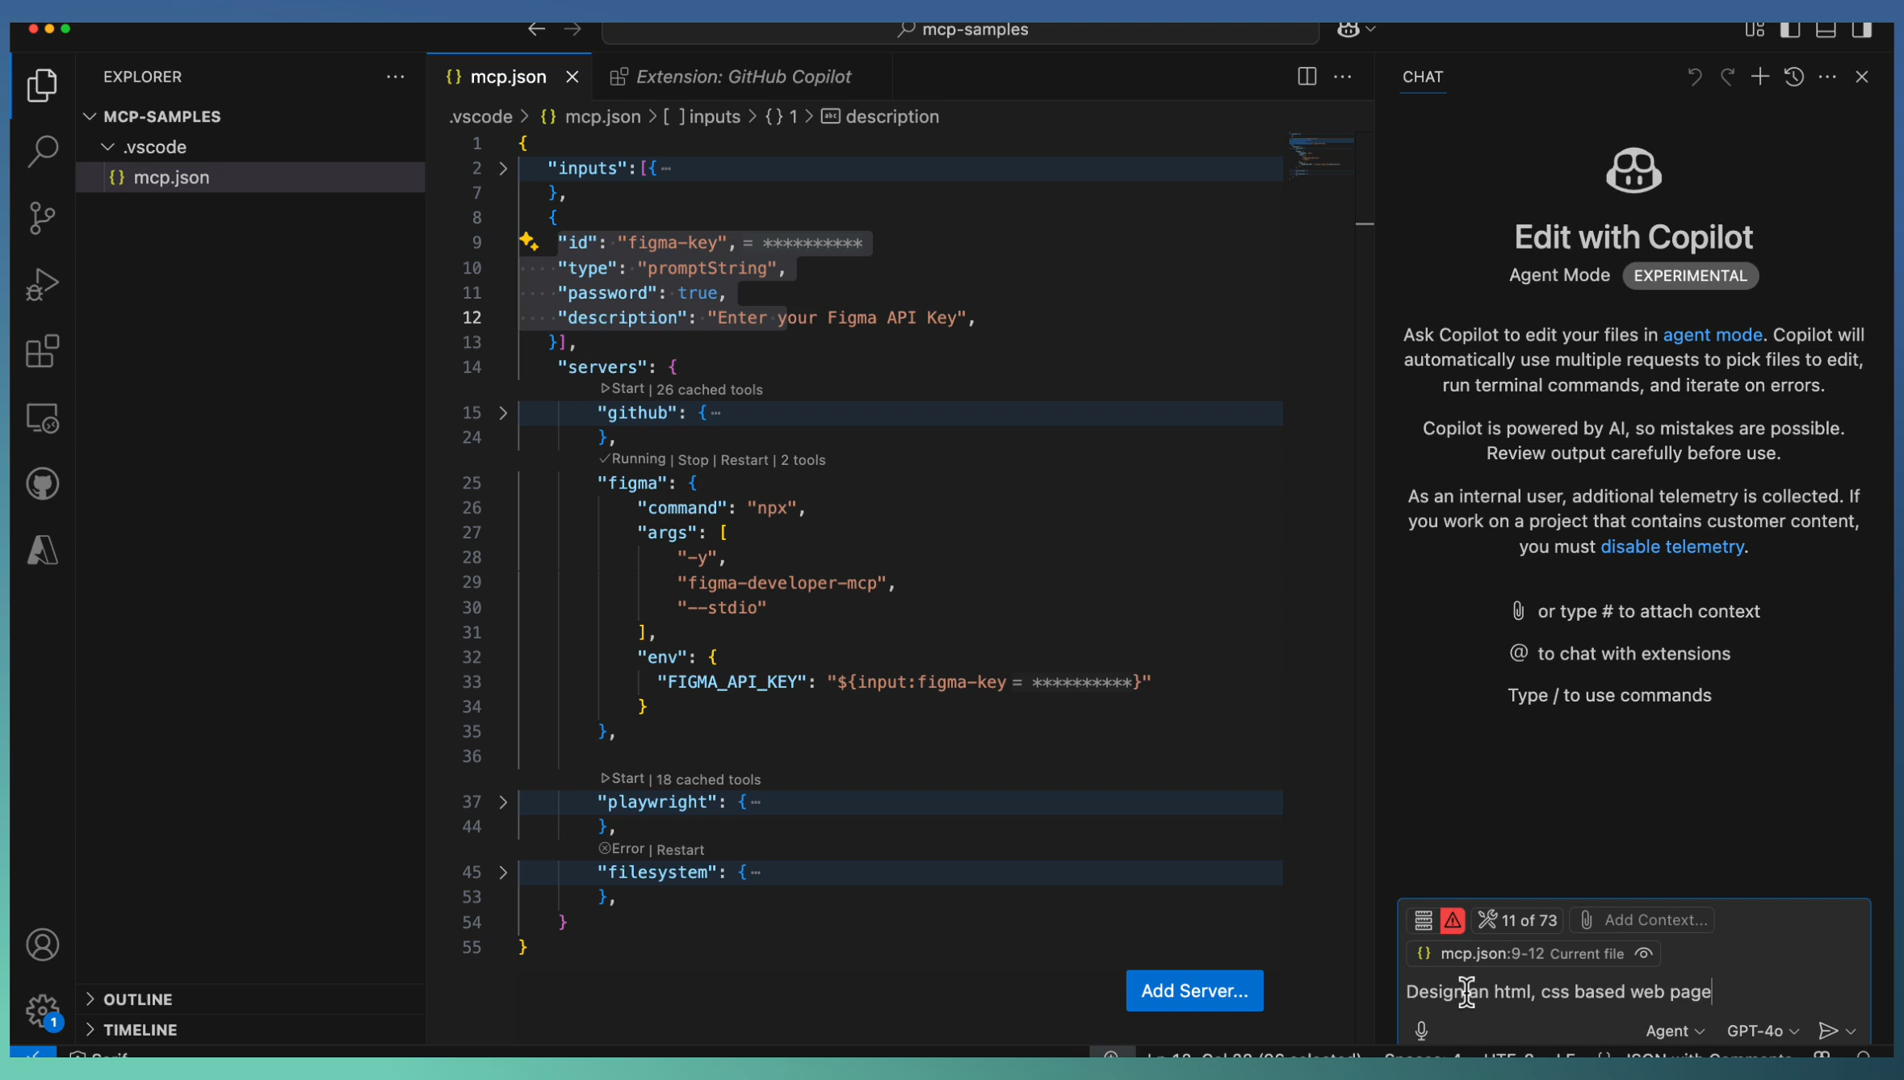 mcp-samples
EXPLORER
MCP-SAMPLES
.vscode
{} mcp.json
OUTLINE
TIMELINE
1
{} mcp.json
Extension: GitHub Copilot
.vscode > {} mcp.json > [ ] inputs > {} 1 > abc description
1 {
2 "inputs":[{ ⋯
7 },
8 {
9 "id": "figma-key", = **********
10 "type": "promptString",
11 "password": true,
12 "description": "Enter your Figma API Key",
13 }],
14 "servers": {
Start | 26 cached tools
15 "github": { ⋯
24 },
✓Running | Stop | Restart | 2 tools
25 "figma": {
26 "command": "npx",
27 "args": [
28 "-y",
29 "figma-developer-mcp",
30 "--stdio"
31 ],
32 "env": {
33 "FIGMA_API_KEY": "${input:figma-key = **********}"
34 }
35 },
36
Start | 18 cached tools
37 "playwright": { ⋯
44 },
Error | Restart
45 "filesystem": { ⋯
53 },
54 }
55 }
Add Server...
CHAT
Edit with Copilot
Agent Mode EXPERIMENTAL
Ask Copilot to edit your files in agent mode. Copilot will
automatically use multiple requests to pick files to edit,
run terminal commands, and iterate on errors.
Copilot is powered by AI, so mistakes are possible.
Review output carefully before use.
As an internal user, additional telemetry is collected. If
you work on a project that contains customer content,
you must disable telemetry.
or type # to attach context
@ to chat with extensions
Type / to use commands
11 of 73 Add Context...
{} mcp.json:9-12 Current file
Design an html, css based web page
Agent GPT-4o